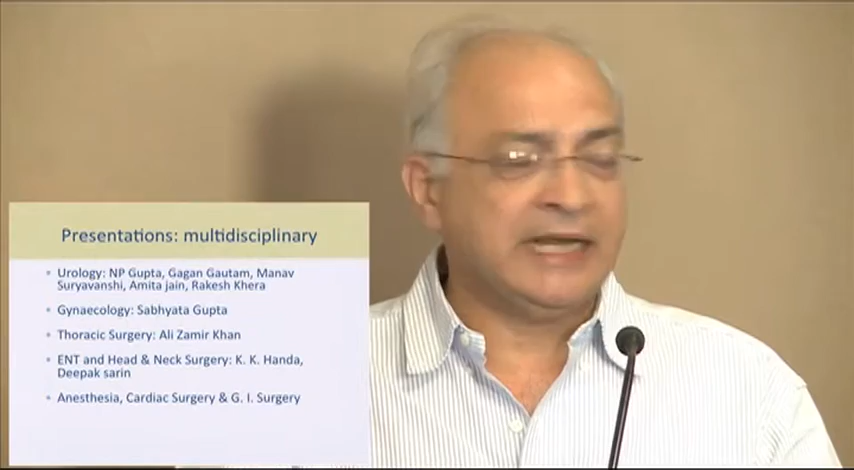 Presentations: multidisciplinary
• Urology: NP Gupta, Gagan Gautam, Manav
Suryavanshi, Amita jain, Rakesh Khera
• Gynaecology: Sabhyata Gupta
• Thoracic Surgery: Ali Zamir Khan
• ENT and Head & Neck Surgery: K. K. Handa,
Deepak sarin
• Anesthesia, Cardiac Surgery & G. I. Surgery